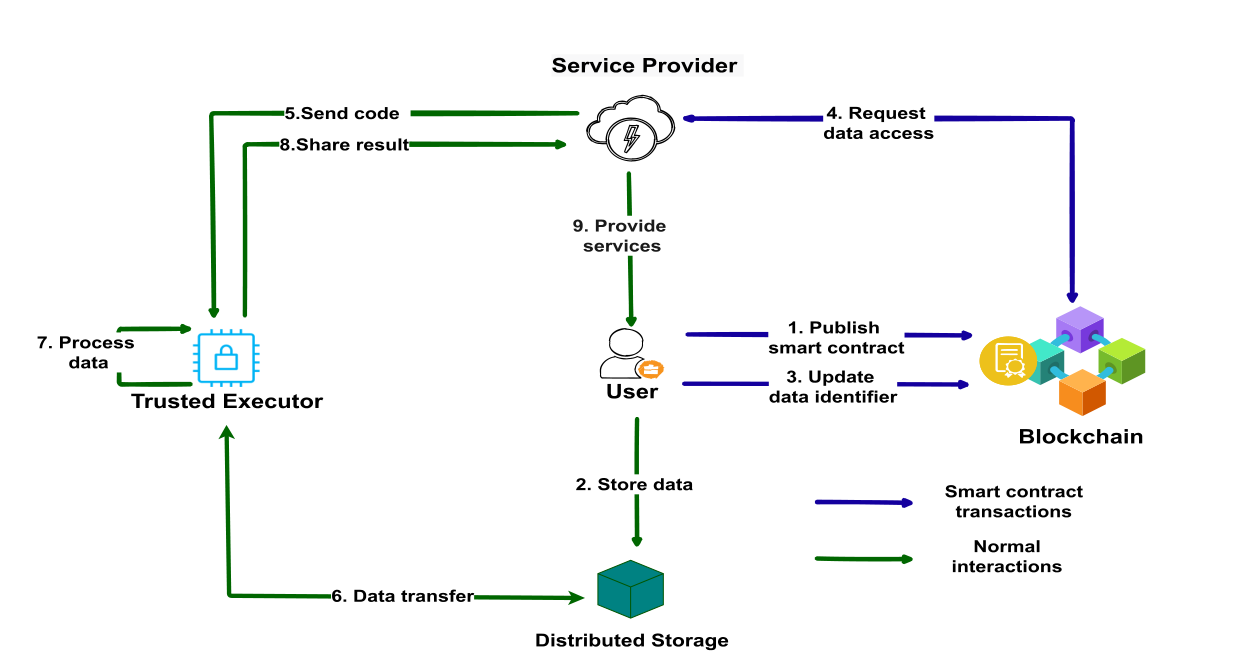 Service Provider
5.Send code
4. Request
data access
8.Share result
9. Provide
services
1. Publish
smart contract
7. Process
data
3. Update
data identifier
User
Trusted Executor
Blockchain
2. Store data
Smart contract
transactions
Normal
interactions
6. Data transfer
Distributed Storage